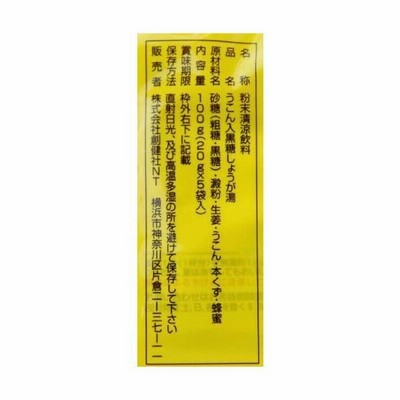 名称 粉末清涼飲料
品名 うこん入黒糖しょうが湯
原材料名 砂糖(粗糖・黒糖)・澱粉・生姜・うこん・本くず・蜂蜜
内容量 100g(20g×5袋入)
賞味期限 枠外右下に記載
保存方法 直射日光、及び高温多湿の所を避けて保存して下さい
販売者 株式会社創健社NT 横浜市神奈川区片倉二ー三七ー一一